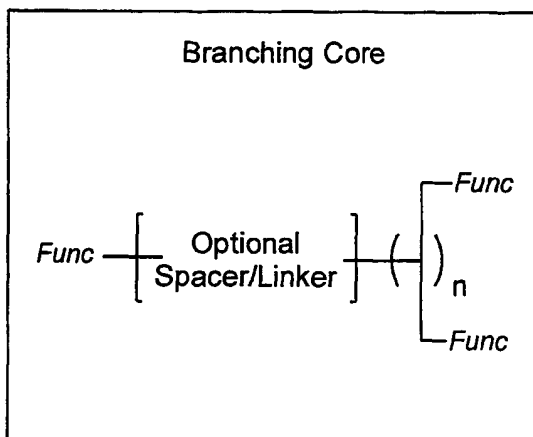 Branching Core
Func
Func
Optional
Spacer/Linker
( )n
Func